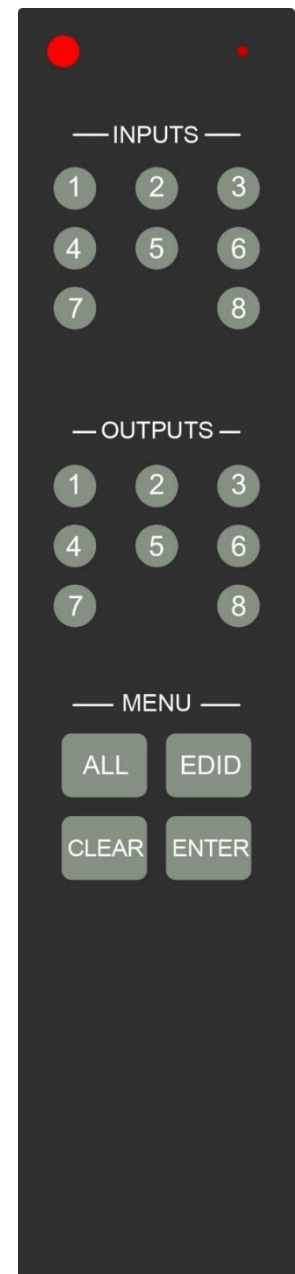 INPUTS
1 2 3
4 5 6
7 8
OUTPUTS
1 2 3
4 5 6
7 8
MENU
ALL EDID
CLEAR ENTER